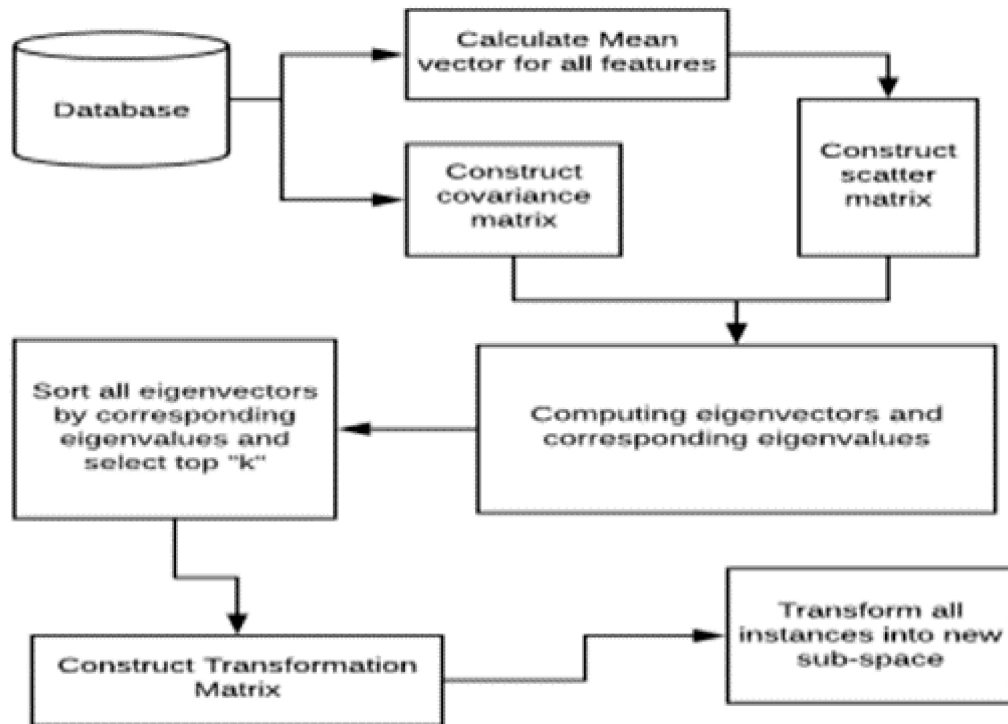 Database
Calculate Mean
vector for all features
Construct
covariance
matrix
Construct
scatter
matrix
Computing eigenvectors and
corresponding eigenvalues
Sort all eigenvectors
by corresponding
eigenvalues and
select top "k"
Construct Transformation
Matrix
Transform all
instances into new
sub-space